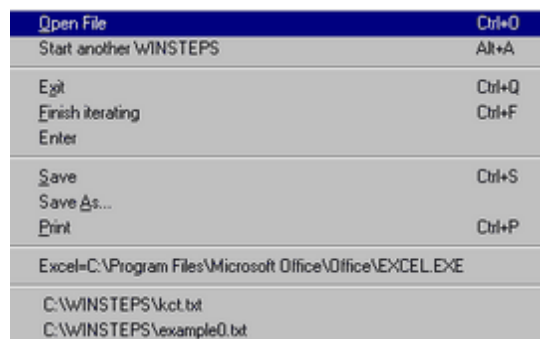 Open File Ctrl+O
Start another WINSTEPS Alt+A
Exit Ctrl+Q
Finish iterating Ctrl+F
Enter
Save Ctrl+S
Save As...
Print Ctrl+P
Excel=C:\Program Files\Microsoft Office\Office\EXCEL.EXE
C:\WINSTEPS\kct.txt
C:\WINSTEPS\example0.txt